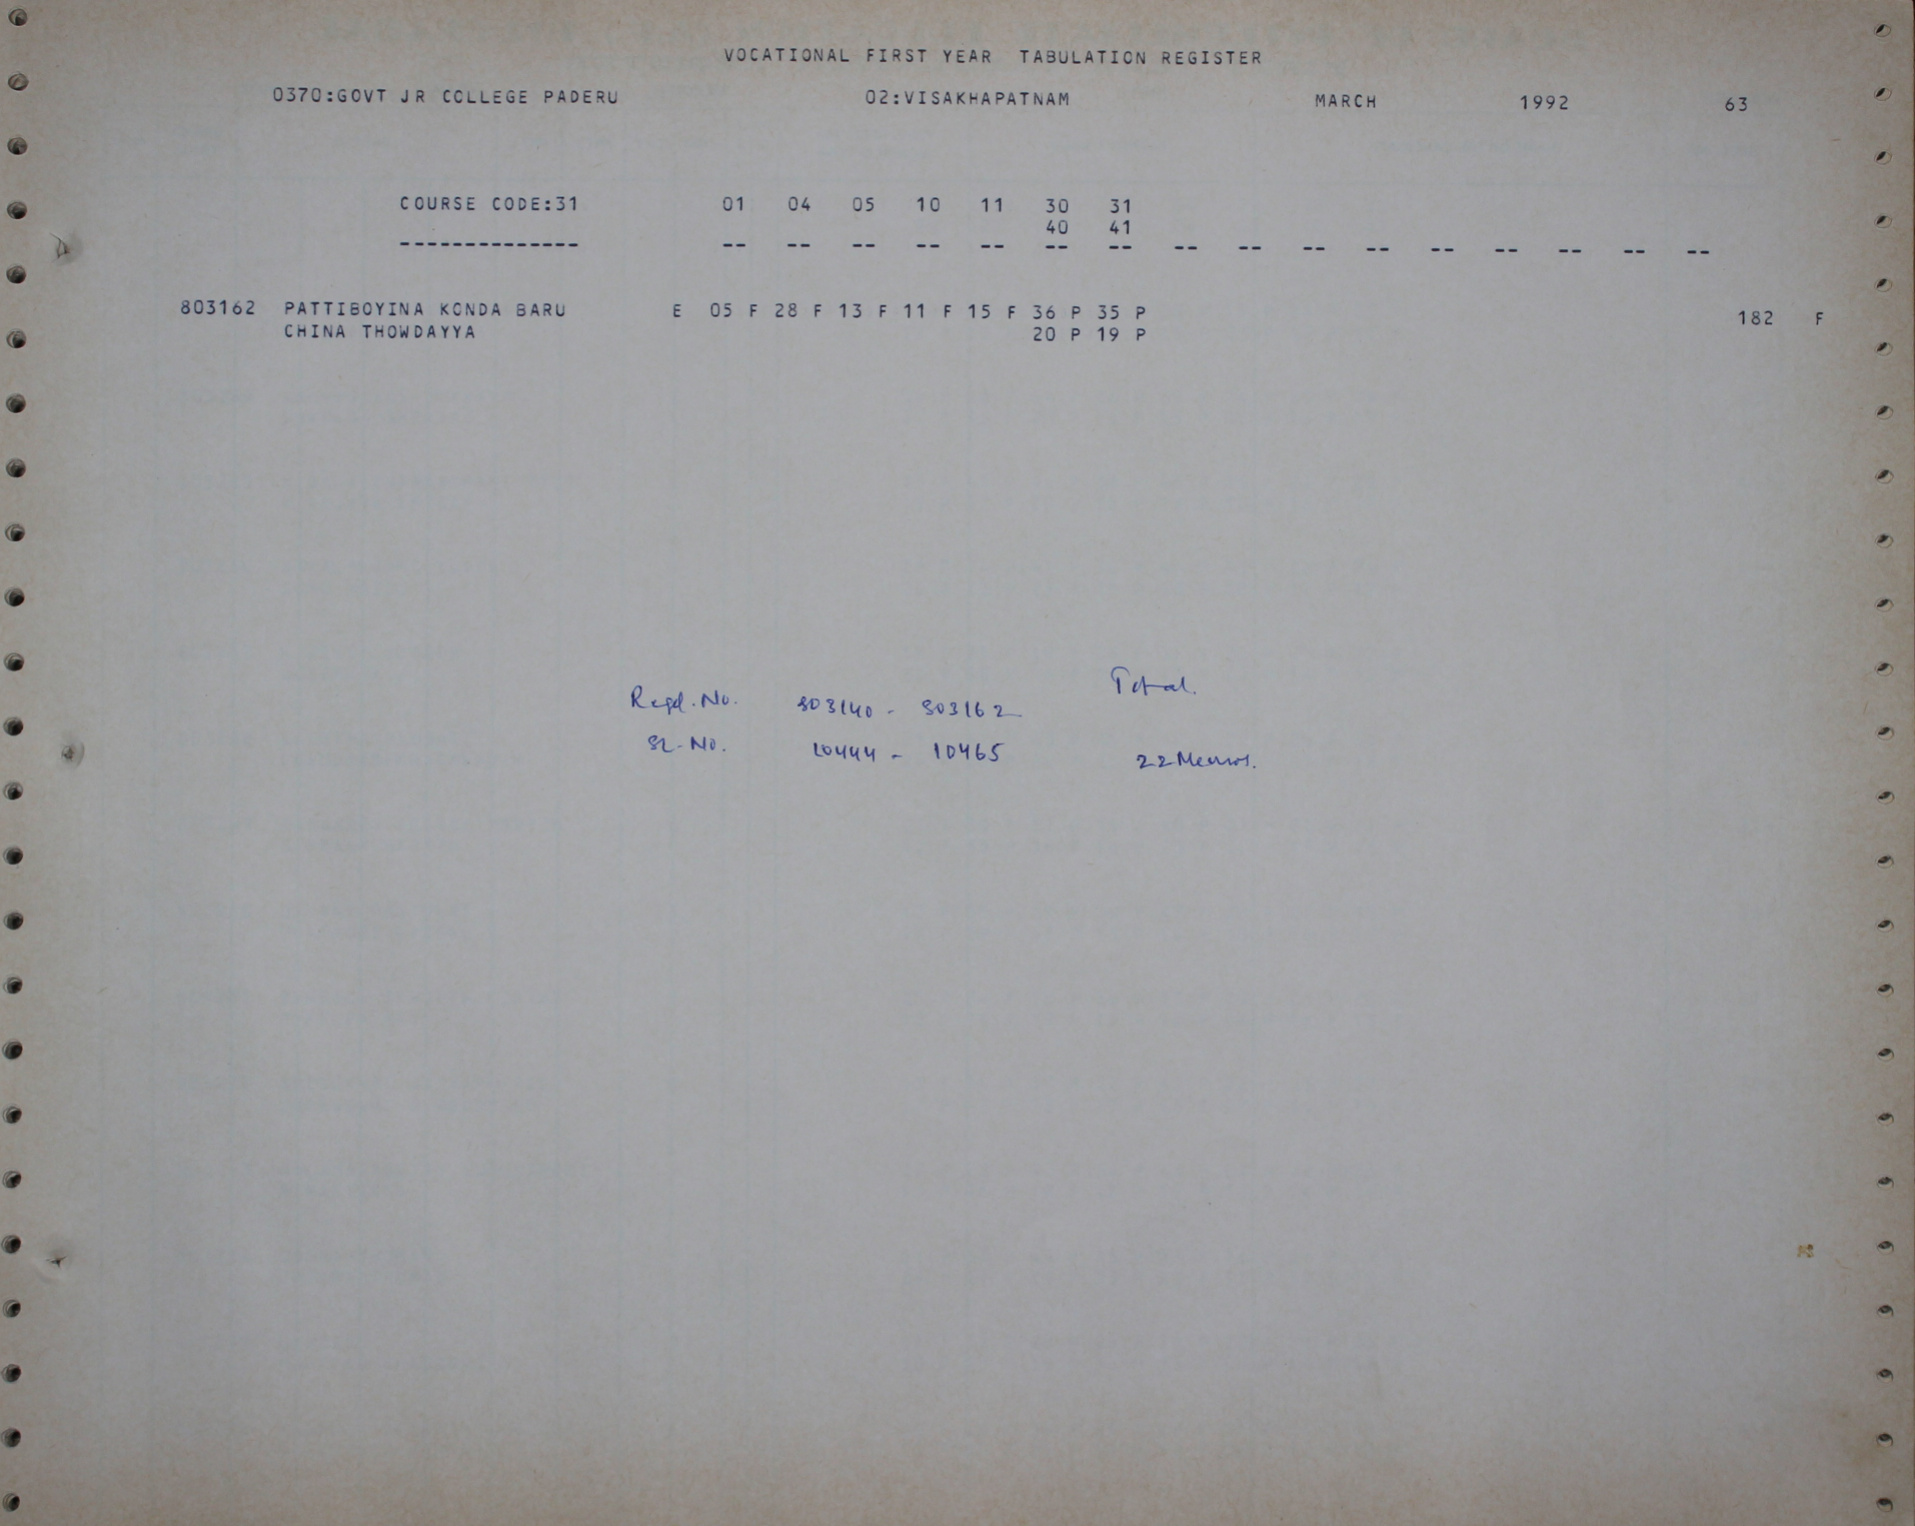 VOCATIONAL FIRST YEAR TABULATION REGISTER
0370:GOVT JR COLLEGE PADERU 02:VISAKHAPATNAM MARCH 1992 63
COURSE CODE:31 01 04 05 10 11 30 31
40 41
-------------- -- -- -- -- -- -- -- -- -- -- -- -- -- -- -- --
803162 PATTIBOYINA KONDA BARU E 05 F 28 F 13 F 11 F 15 F 36 P 35 P 182 F
CHINA THOWDAYYA 20 P 19 P
Total.
Regd. No. 803140 - 803162
SL. No. 10444 - 10465 22